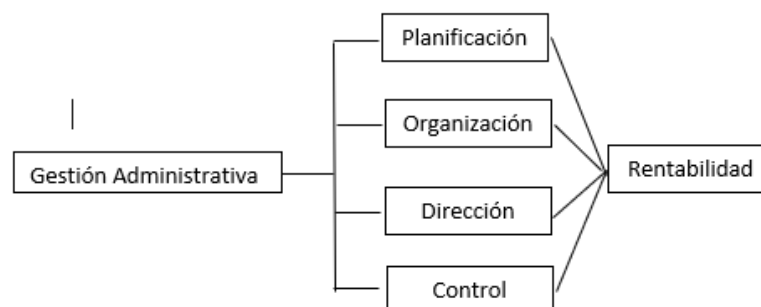 Planificación
Organización
Gestión Administrativa
Rentabilidad
Dirección
Control